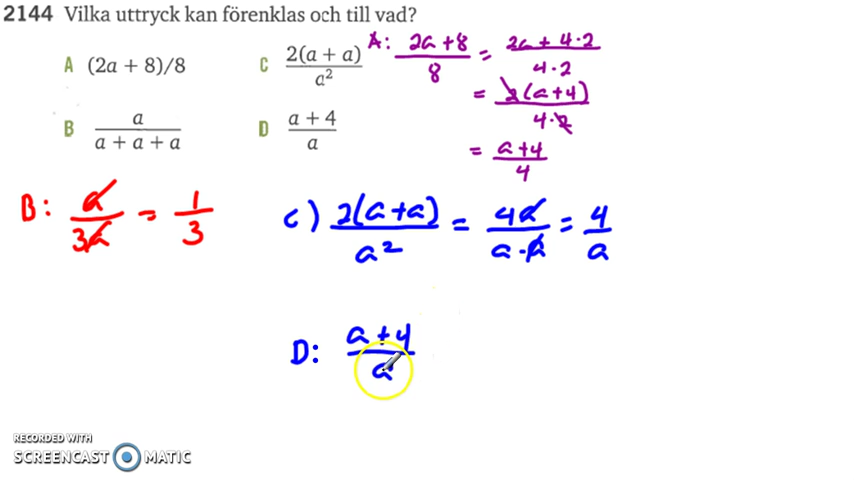 2144 Vilka uttryck kan förenklas och till vad?
A (2a + 8)/8
B a / (a + a + a)
C 2(a + a) / a²
D (a + 4) / a
A: (2a + 8) / 8 = (2a + 4·2) / (4·2)
= 2(a + 4) / (4·2)
= (a + 4) / 4
B: a / 3a = 1 / 3
C) 2(a + a) / a² = 4a / (a·a) = 4 / a
D: (a + 4) / a
RECORDED WITH
SCREENCAST MATIC